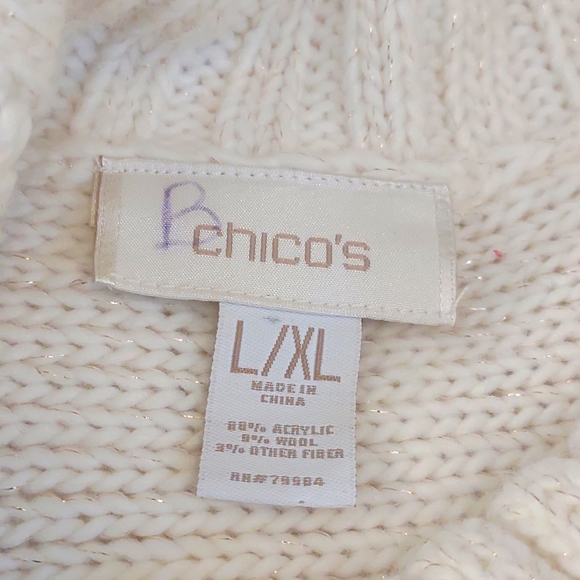 B
chico's
L/XL
MADE IN
CHINA
88% ACRYLIC
9% WOOL
3% OTHER FIBER
RN#79984